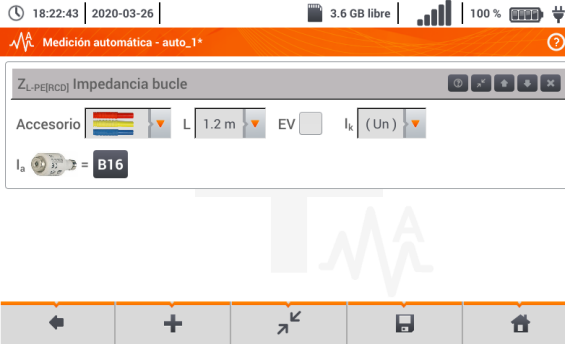 18:22:43 2020-03-26 3.6 GB libre 100 %
Medición automática - auto_1*
ZL-PE[RCD] Impedancia bucle
Accesorio L 1.2 m EV Ik ( Un )
Ia = B16